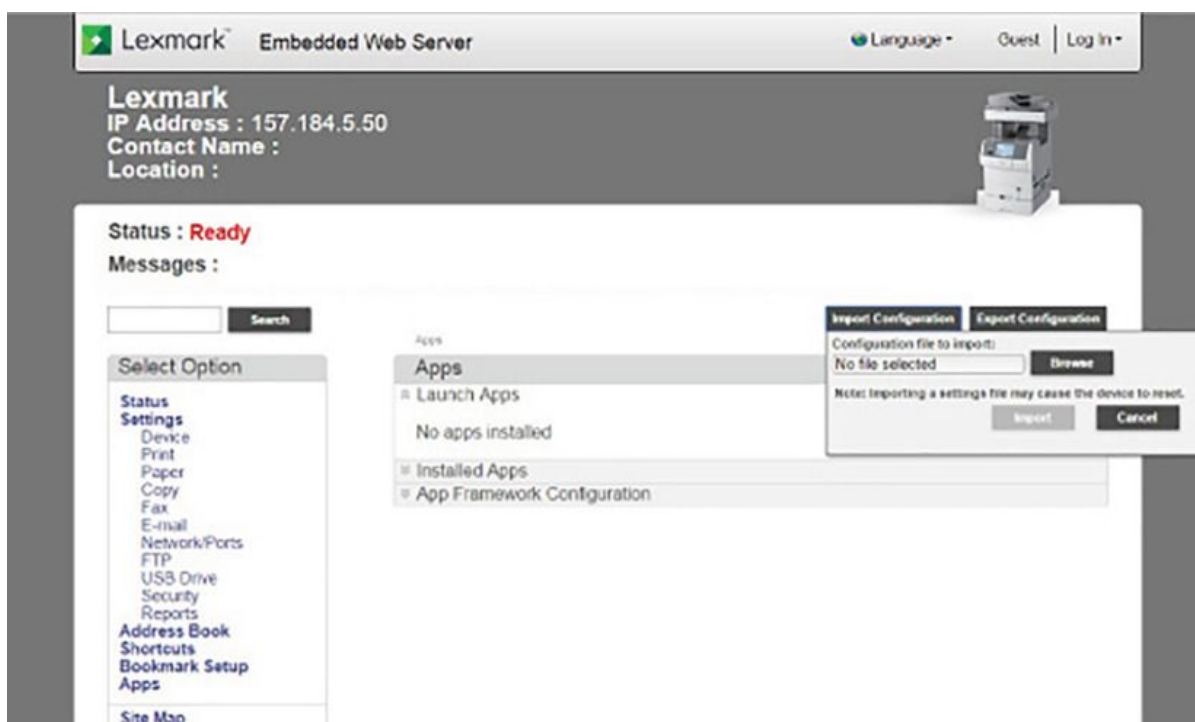 Lexmark™ Embedded Web Server Language Guest Log In
Lexmark
IP Address : 157.184.5.50
Contact Name :
Location :
Status : Ready
Messages :
Search
Import Configuration Export Configuration
Configuration file to import:
No file selected Browse
Note: Importing a settings file may cause the device to reset.
Import Cancel
Select Option
Status
Settings
Device
Print
Paper
Copy
Fax
E-mail
Network/Ports
FTP
USB Drive
Security
Reports
Address Book
Shortcuts
Bookmark Setup
Apps
Site Map
Apps
Apps
Launch Apps
No apps installed
Installed Apps
App Framework Configuration